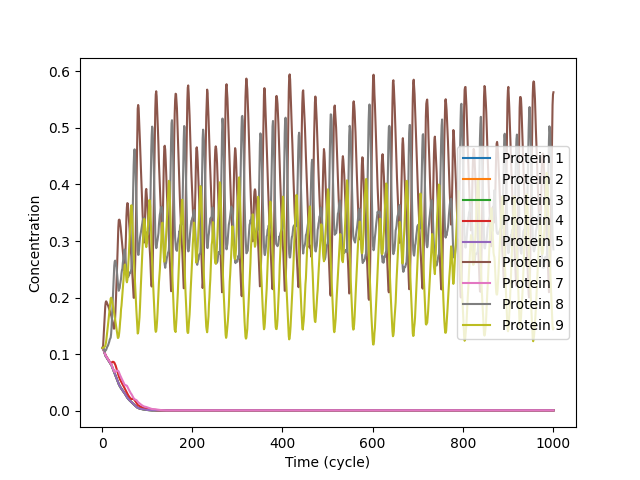 0.6
0.5
0.4
0.3
0.2
0.1
0.0
Concentration
0
200
400
600
800
1000
Time (cycle)
Protein 1
Protein 2
Protein 3
Protein 4
Protein 5
Protein 6
Protein 7
Protein 8
Protein 9